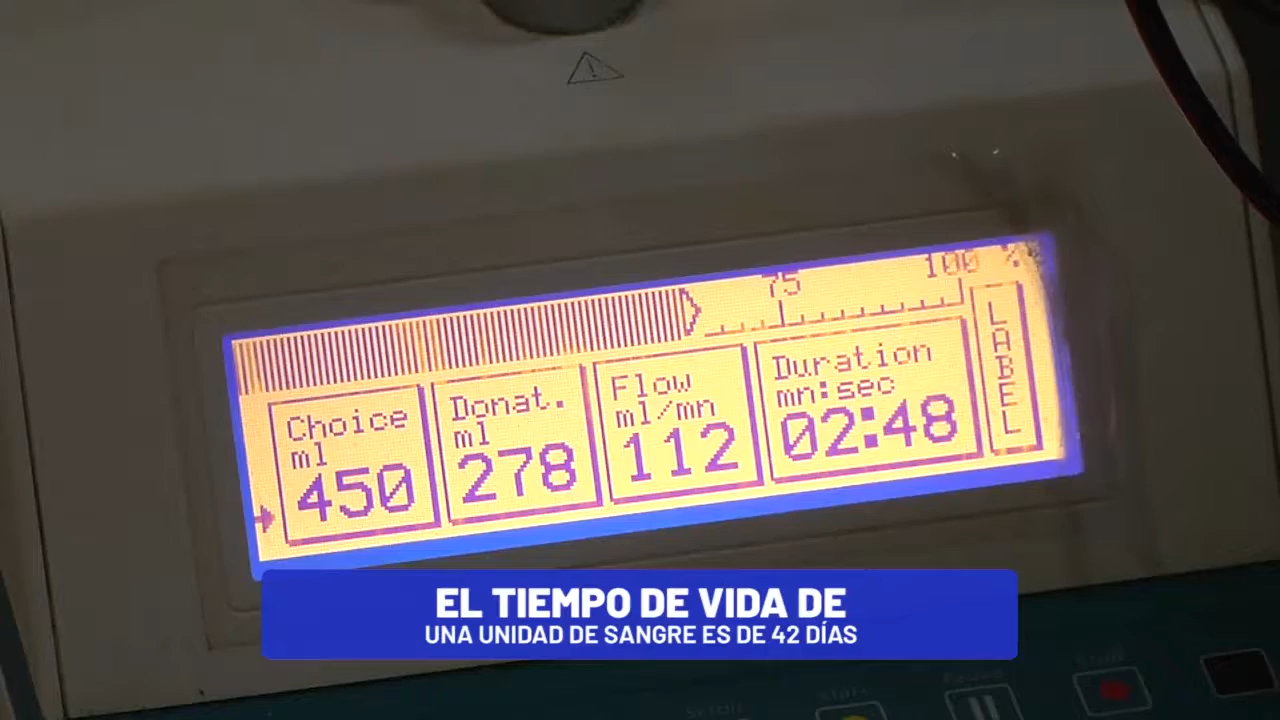 75
100 %
Choice
ml
450
Donat.
ml
278
Flow
ml/mn
112
Duration
mn:sec
02:48
LABEL
EL TIEMPO DE VIDA DE
UNA UNIDAD DE SANGRE ES DE 42 DÍAS